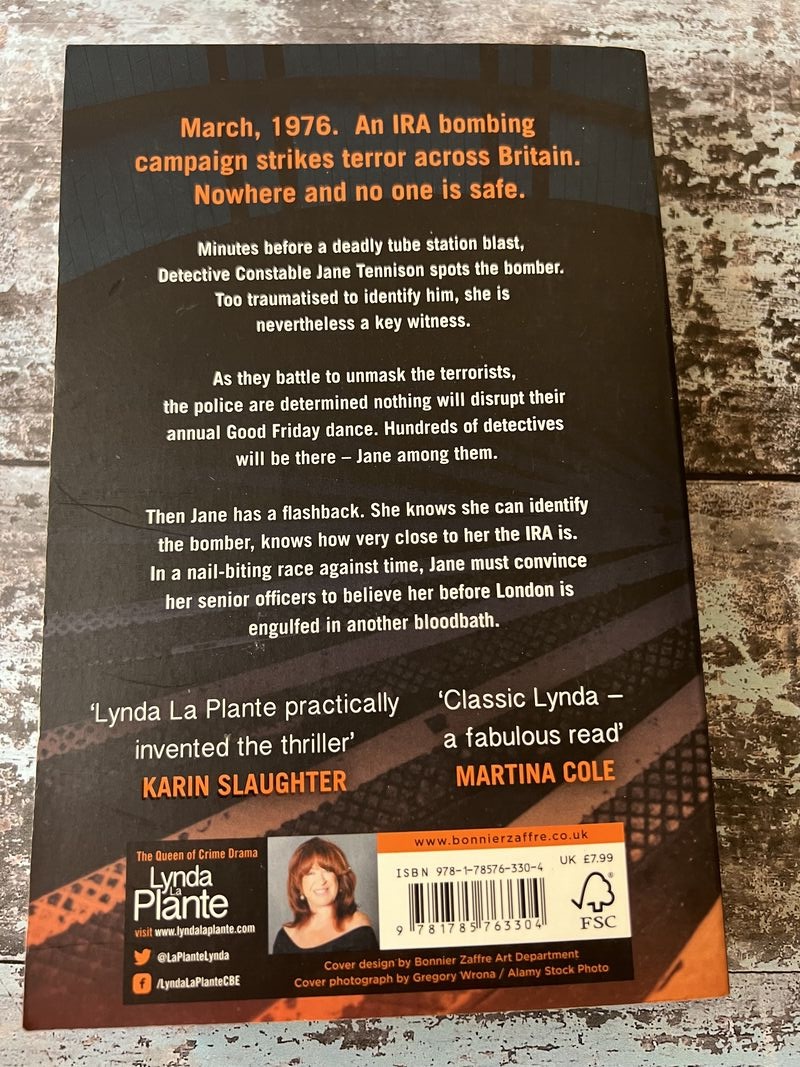 March, 1976. An IRA bombing
campaign strikes terror across Britain.
Nowhere and no one is safe.
Minutes before a deadly tube station blast,
Detective Constable Jane Tennison spots the bomber.
Too traumatised to identify him, she is
nevertheless a key witness.
As they battle to unmask the terrorists,
the police are determined nothing will disrupt their
annual Good Friday dance. Hundreds of detectives
will be there – Jane among them.
Then Jane has a flashback. She knows she can identify
the bomber, knows how very close to her the IRA is.
In a nail-biting race against time, Jane must convince
her senior officers to believe her before London is
engulfed in another bloodbath.
‘Lynda La Plante practically
invented the thriller’
KARIN SLAUGHTER
‘Classic Lynda –
a fabulous read’
MARTINA COLE
The Queen of Crime Drama
Lynda
La
Plante
visit www.lyndalaplante.com
@LaPlanteLynda
/LyndaLaPlanteCBE
www.bonnierzaffre.co.uk
ISBN 978-1-78576-330-4
UK £7.99
9 781785 763304
FSC
Cover design by Bonnier Zaffre Art Department
Cover photograph by Gregory Wrona / Alamy Stock Photo